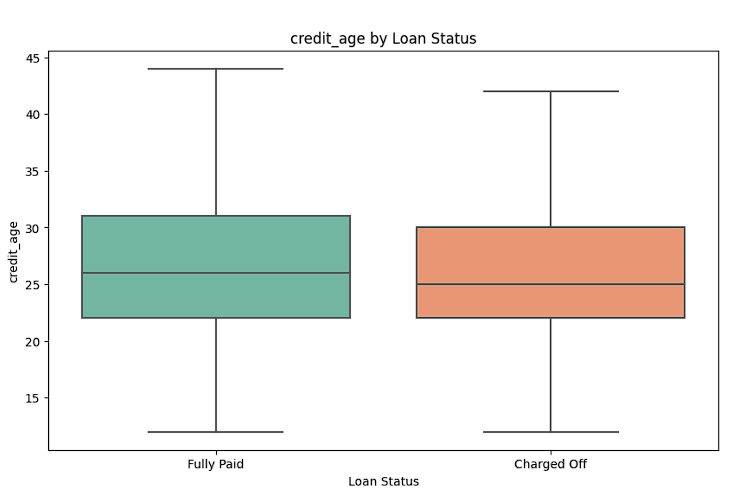 credit_age by Loan Status
credit_age
45
40
35
30
25
20
15
Fully Paid
Charged Off
Loan Status